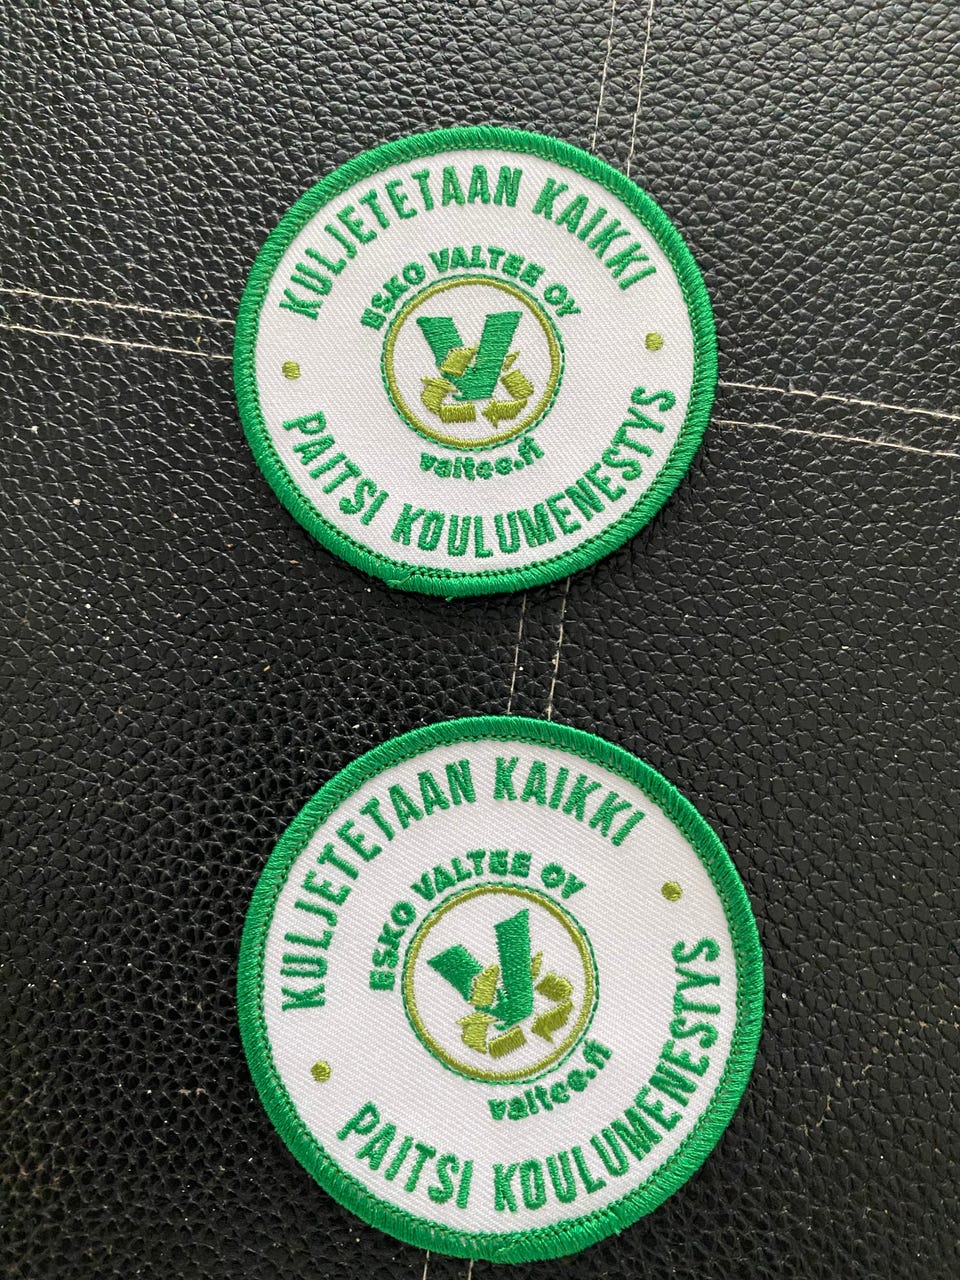 KULJETETAAN KAIKKI
ESKO VALTEE OY
V
valtee.fi
PAITSI KOULUMENESTYS
KULJETETAAN KAIKKI
ESKO VALTEE OY
V
valtee.fi
PAITSI KOULUMENESTYS